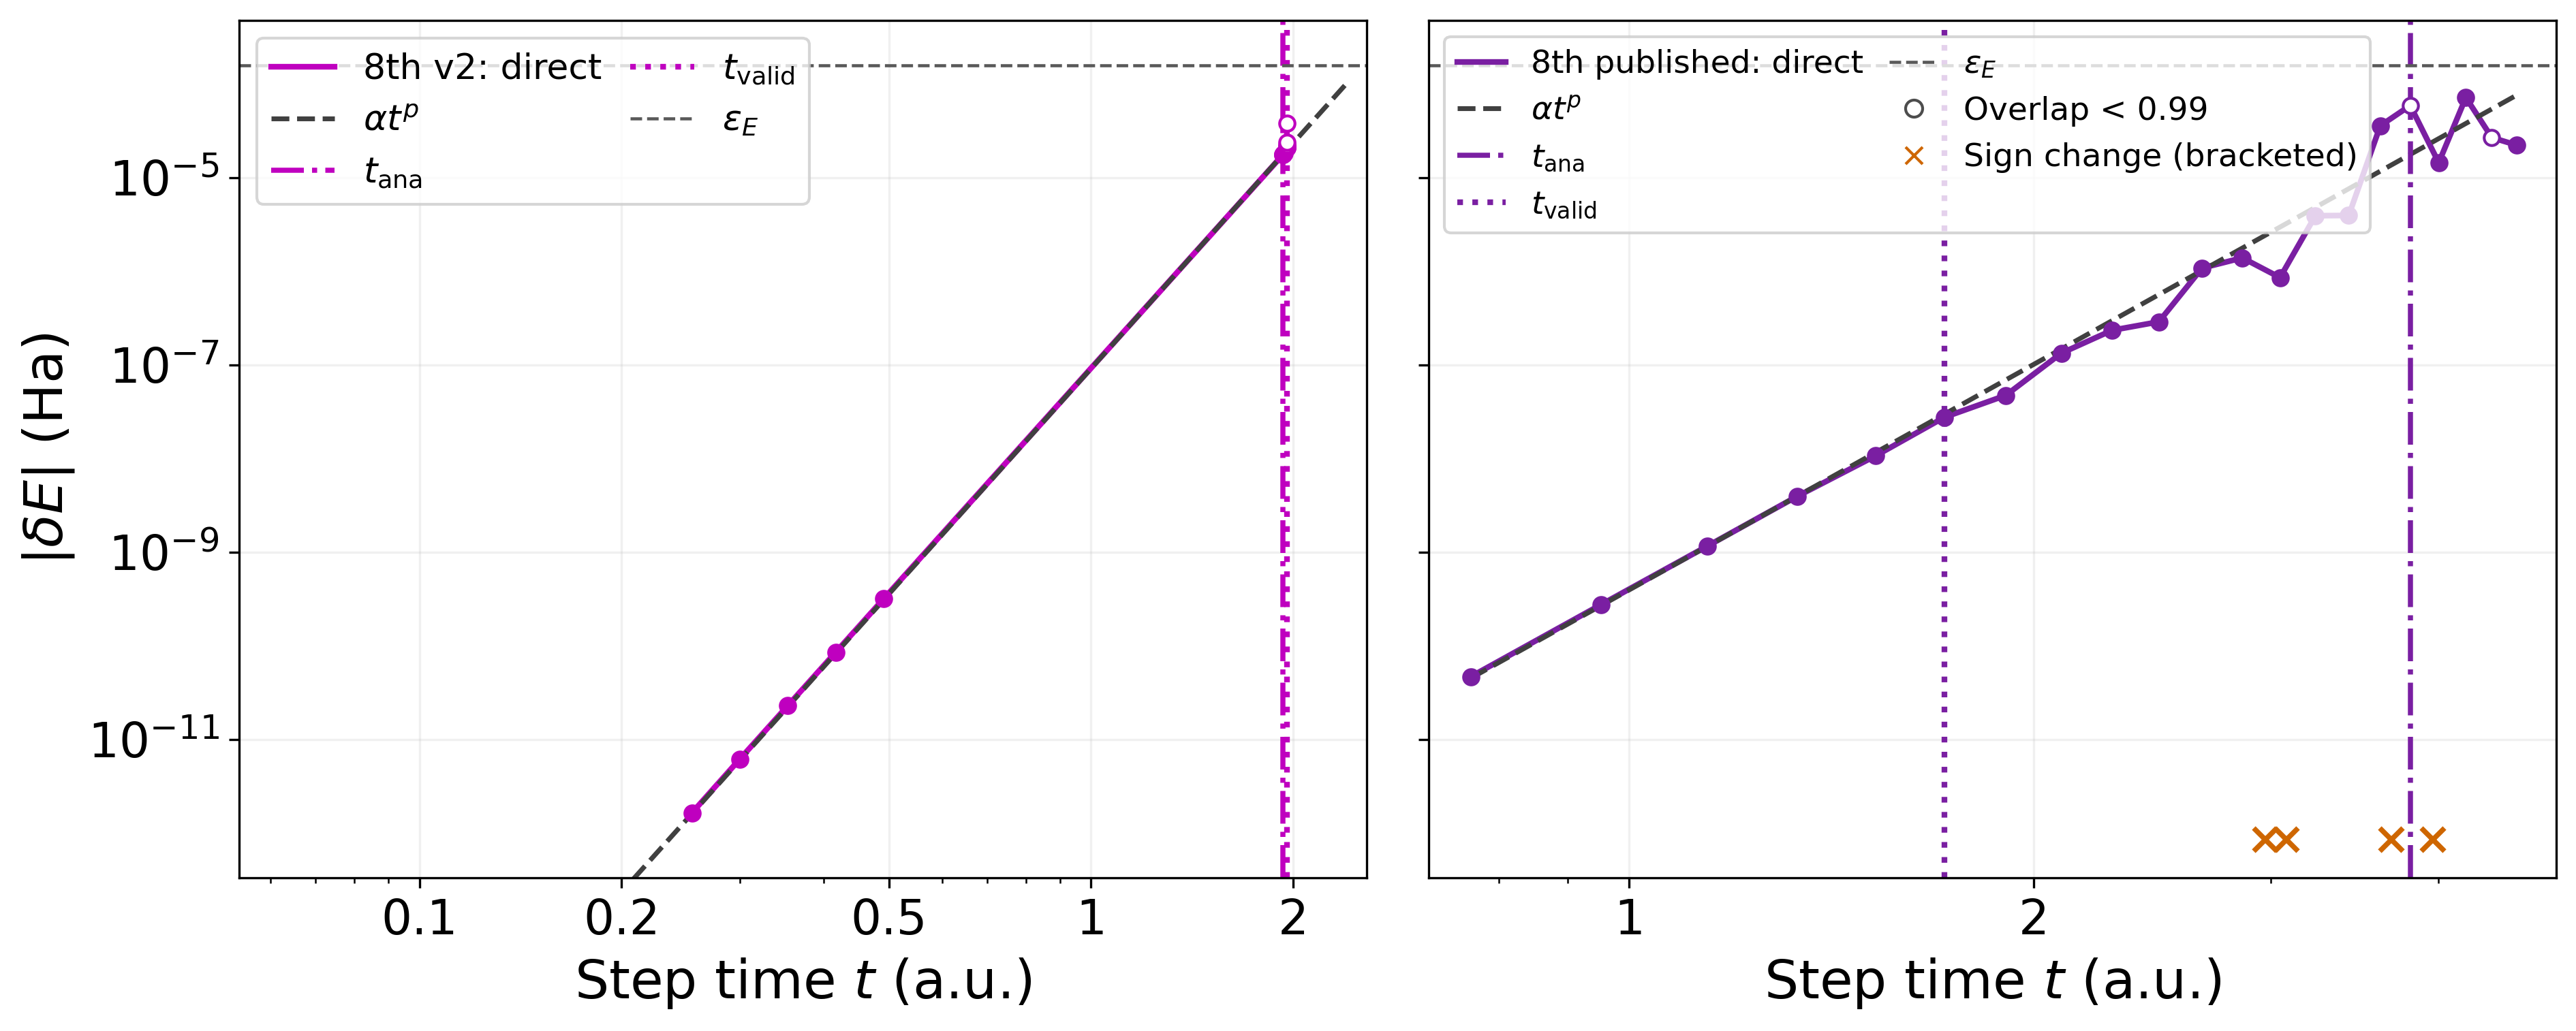 8th v2: direct
αt^p
t_ana
t_valid
ε_E
8th published: direct
αt^p
t_ana
t_valid
ε_E
Overlap < 0.99
Sign change (bracketed)
|δE| (Ha)
10^−5
10^−7
10^−9
10^−11
0.1 0.2 0.5 1 2
Step time t (a.u.)
1 2
Step time t (a.u.)